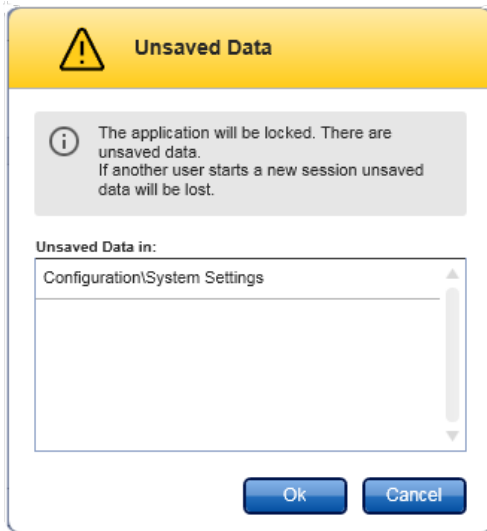 Unsaved Data
The application will be locked. There are
unsaved data.
If another user starts a new session unsaved
data will be lost.
Unsaved Data in:
Configuration\System Settings
Ok
Cancel